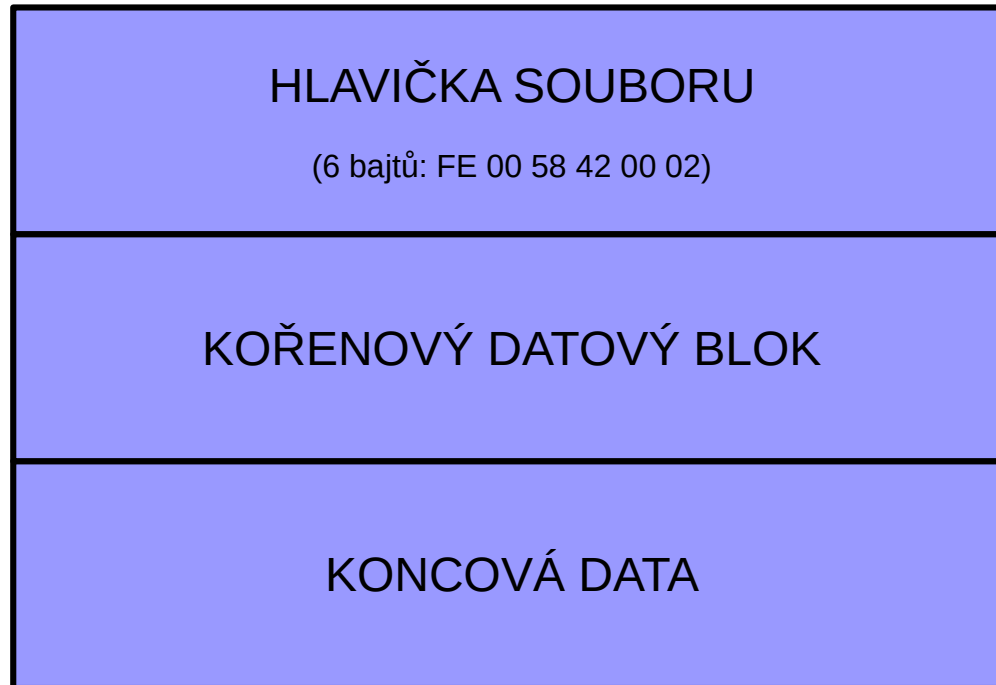 HLAVIČKA SOUBORU
(6 bajtů: FE 00 58 42 00 02)
KOŘENOVÝ DATOVÝ BLOK
KONCOVÁ DATA